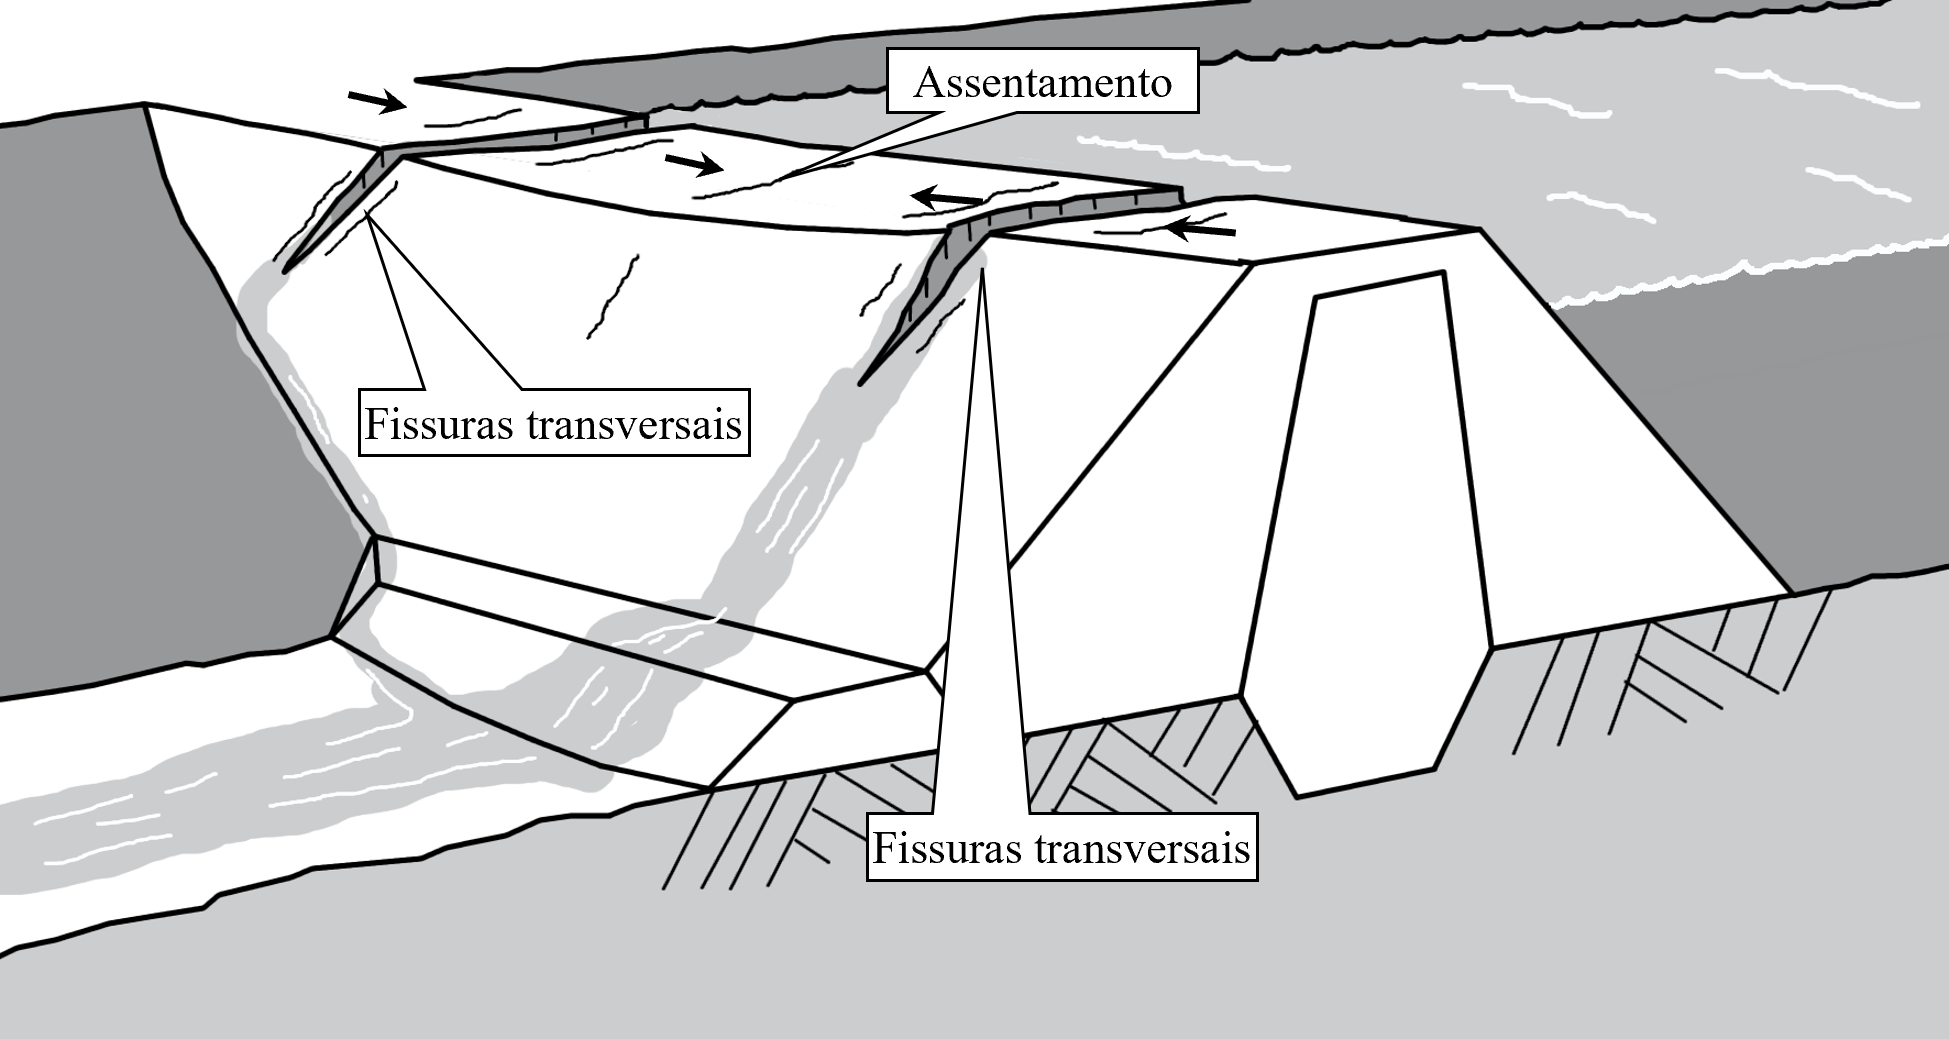 Assentamento
Fissuras transversais
Fissuras transversais